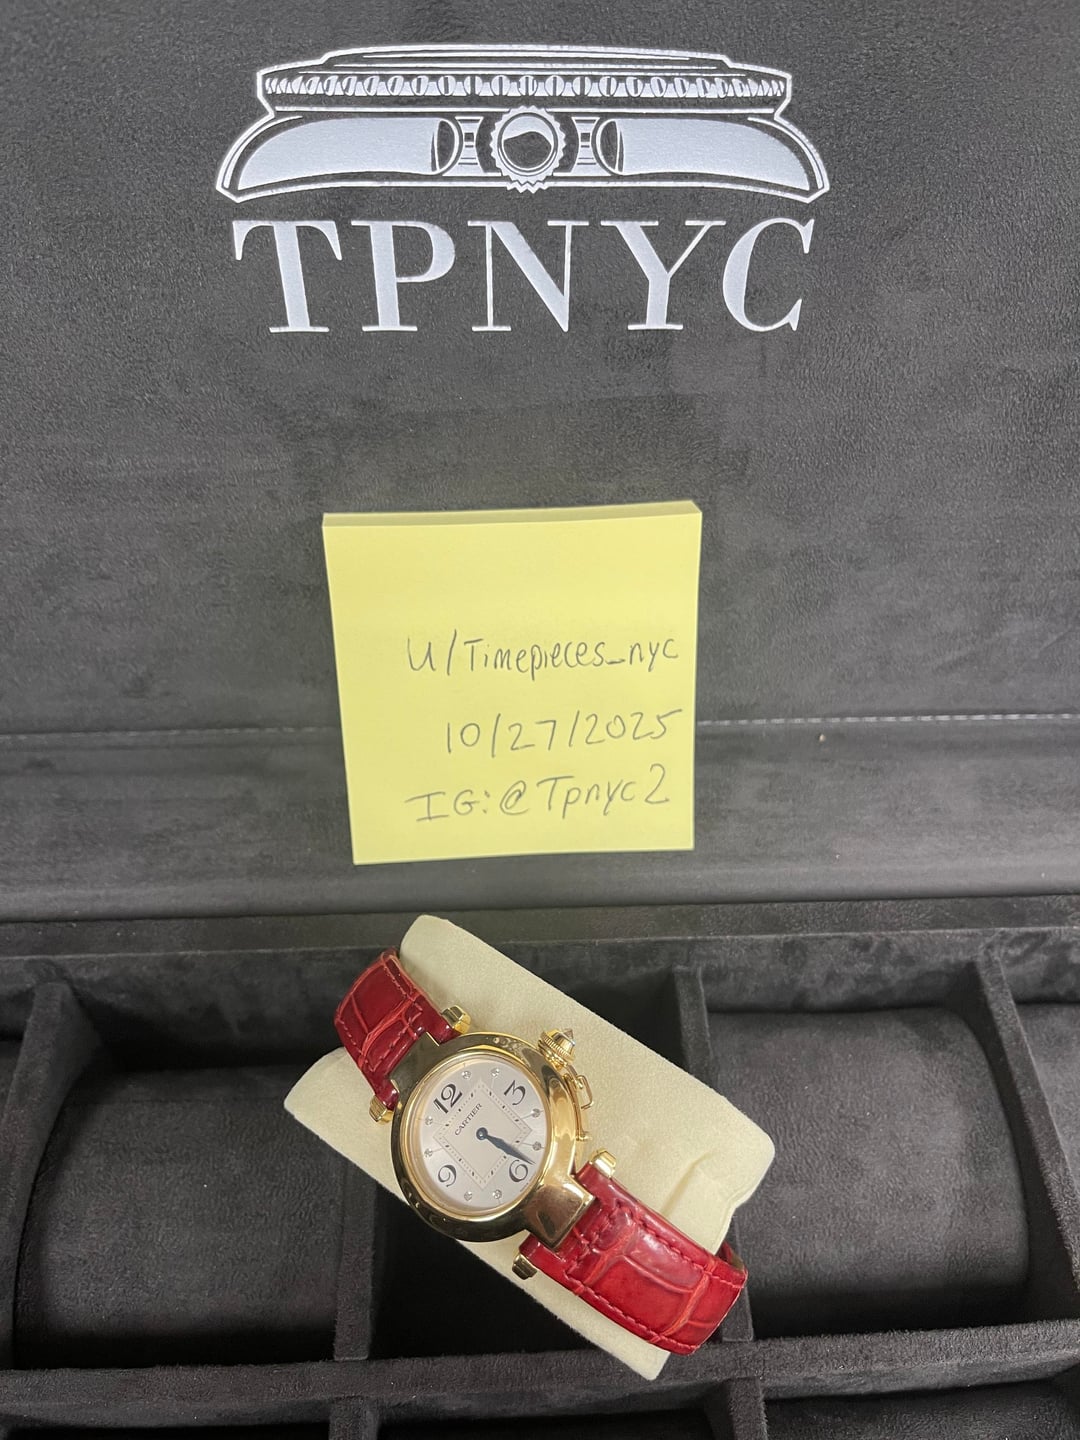 TPNYC
U/Timepieces_nyc
10/27/2025
IG:@Tpnyc2
12
3
CARTIER
9
6